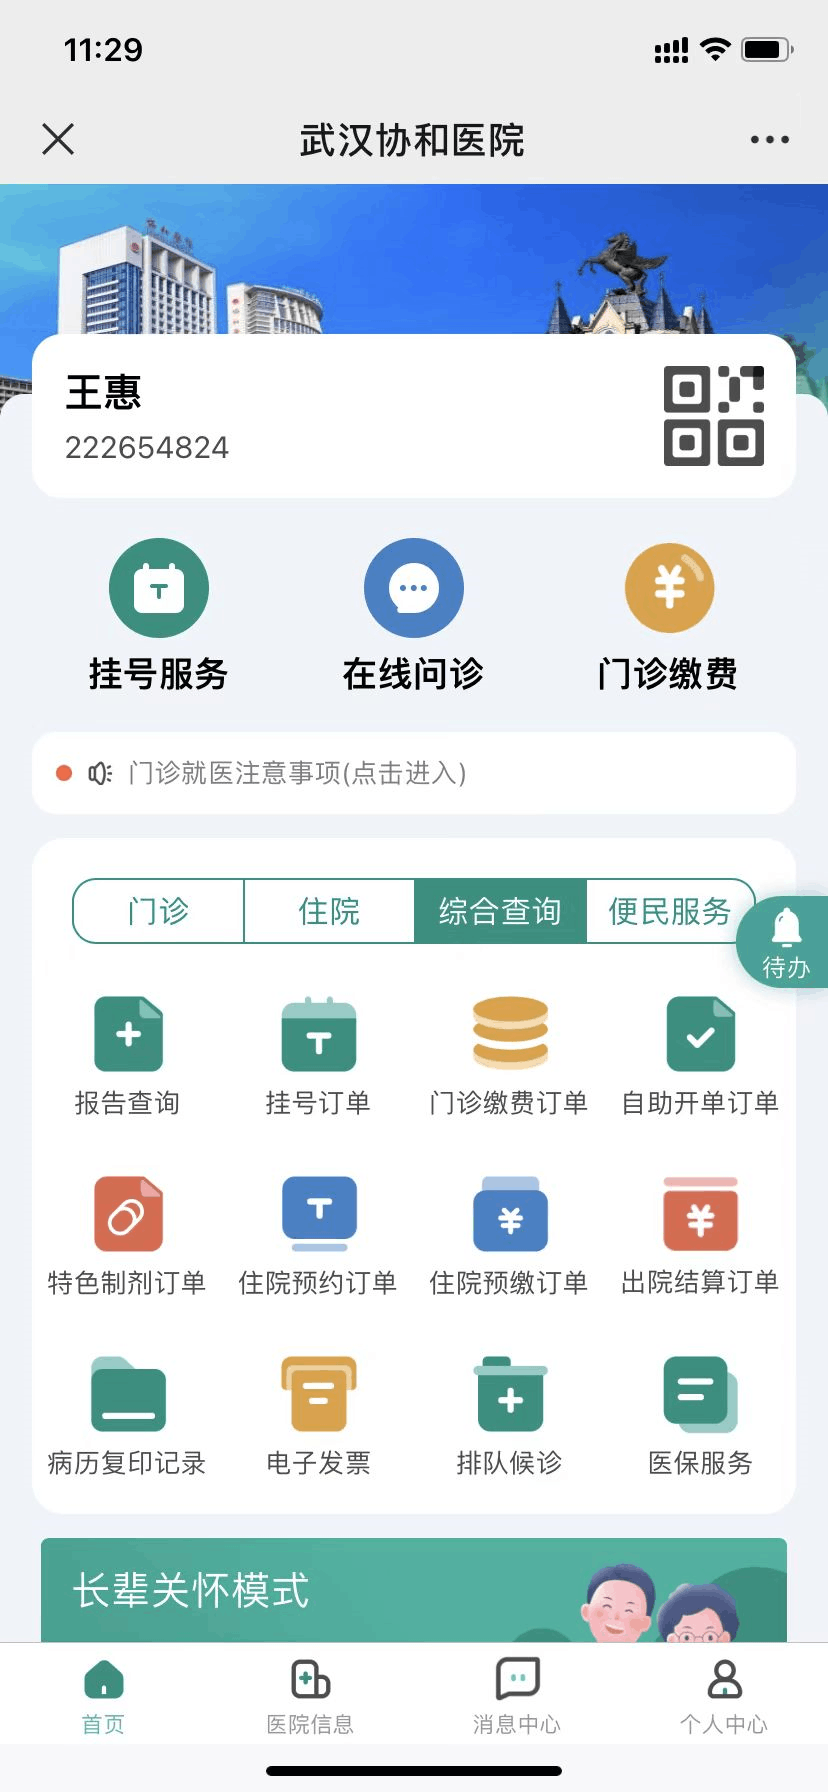 11:29
武汉协和医院
王惠
222654824
挂号服务 在线问诊 门诊缴费
门诊就医注意事项(点击进入)
门诊 住院 综合查询 便民服务
待办
报告查询 挂号订单 门诊缴费订单 自助开单订单
特色制剂订单 住院预约订单 住院预缴订单 出院结算订单
病历复印记录 电子发票 排队候诊 医保服务
长辈关怀模式
首页 医院信息 消息中心 个人中心